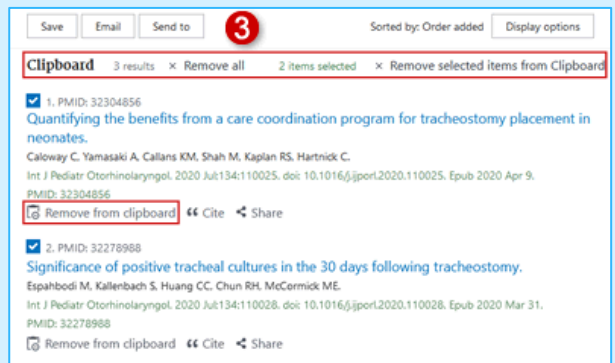 Save Email Send to 3 Sorted by: Order added Display options
Clipboard 3 results × Remove all 2 items selected × Remove selected items from Clipboard
1. PMID: 32304856
Quantifying the benefits from a care coordination program for tracheostomy placement in
neonates.
Caloway C, Yamasaki A, Callans KM, Shah M, Kaplan RS, Hartnick C.
Int J Pediatr Otorhinolaryngol. 2020 Jul;134:110025. doi: 10.1016/j.ijporl.2020.110025. Epub 2020 Apr 9.
PMID: 32304856
Remove from clipboard Cite Share
2. PMID: 32278988
Significance of positive tracheal cultures in the 30 days following tracheostomy.
Espahbodi M, Kallenbach S, Huang CC, Chun RH, McCormick ME.
Int J Pediatr Otorhinolaryngol. 2020 Jul;134:110028. doi: 10.1016/j.ijporl.2020.110028. Epub 2020 Mar 31.
PMID: 32278988
Remove from clipboard Cite Share